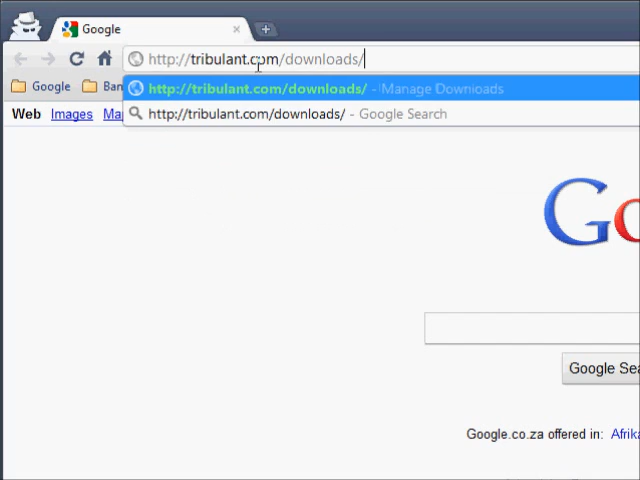 Google
http://tribulant.com/downloads/
Google
http://tribulant.com/downloads/ - Manage Downloads
http://tribulant.com/downloads/ - Google Search
Web Images
Google Sea
Google.co.za offered in: Afrika